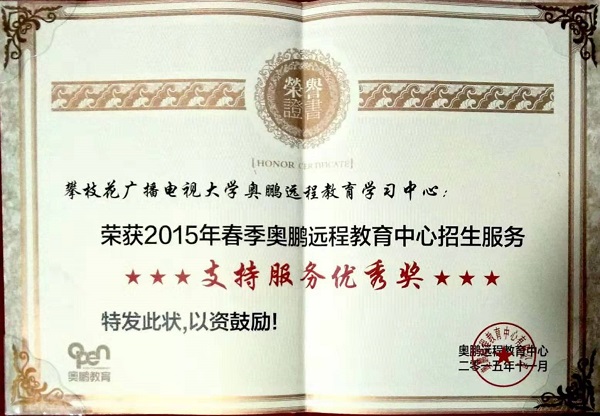 榮譽
證書
[HONOR CERTIFICATE]
攀枝花广播电视大学奥鹏远程教育学习中心：
荣获2015年春季奥鹏远程教育中心招生服务
★★★支持服务优秀奖★★★
特发此状，以资鼓励！
open
奥鹏教育
奥鹏远程教育中心
二〇一五年十一月